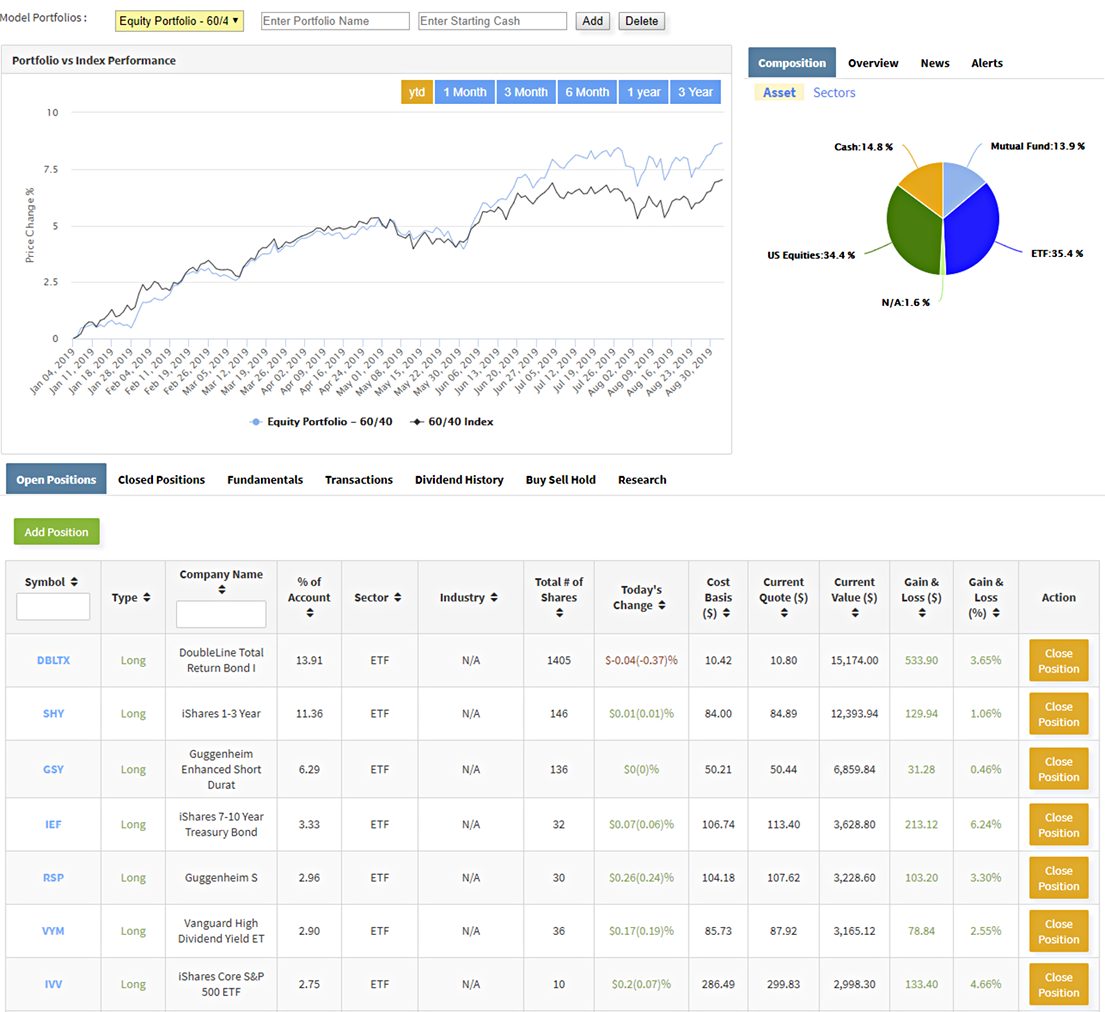 Model Portfolios :
Equity Portfolio - 60/4
Enter Portfolio Name
Enter Starting Cash
Add
Delete
Portfolio vs Index Performance
ytd
1 Month
3 Month
6 Month
1 year
3 Year
10
7.5
5
2.5
0
Price Change %
Jan 04, 2019
Jan 11, 2019
Jan 18, 2019
Jan 28, 2019
Feb 04, 2019
Feb 11, 2019
Feb 19, 2019
Feb 26, 2019
Mar 05, 2019
Mar 12, 2019
Mar 19, 2019
Mar 26, 2019
Apr 02, 2019
Apr 09, 2019
Apr 16, 2019
Apr 24, 2019
May 01, 2019
May 08, 2019
May 15, 2019
May 22, 2019
May 30, 2019
Jun 06, 2019
Jun 13, 2019
Jun 20, 2019
Jun 27, 2019
Jul 05, 2019
Jul 12, 2019
Jul 19, 2019
Jul 26, 2019
Aug 02, 2019
Aug 09, 2019
Aug 16, 2019
Aug 23, 2019
Aug 30, 2019
Equity Portfolio – 60/40
60/40 Index
Composition
Overview
News
Alerts
Asset
Sectors
Cash:14.8 %
Mutual Fund:13.9 %
US Equities:34.4 %
ETF:35.4 %
N/A:1.6 %
Open Positions
Closed Positions
Fundamentals
Transactions
Dividend History
Buy Sell Hold
Research
Add Position
Symbol
Type
Company Name
% of
Account
Sector
Industry
Total # of
Shares
Today's
Change
Cost
Basis
($)
Current
Quote ($)
Current
Value ($)
Gain &
Loss ($)
Gain &
Loss
(%)
Action
DBLTX
Long
DoubleLine Total
Return Bond I
13.91
ETF
N/A
1405
$-0.04(-0.37)%
10.42
10.80
15,174.00
533.90
3.65%
Close
Position
SHY
Long
iShares 1-3 Year
11.36
ETF
N/A
146
$0.01(0.01)%
84.00
84.89
12,393.94
129.94
1.06%
Close
Position
GSY
Long
Guggenheim
Enhanced Short
Durat
6.29
ETF
N/A
136
$0(0)%
50.21
50.44
6,859.84
31.28
0.46%
Close
Position
IEF
Long
iShares 7-10 Year
Treasury Bond
3.33
ETF
N/A
32
$0.07(0.06)%
106.74
113.40
3,628.80
213.12
6.24%
Close
Position
RSP
Long
Guggenheim S
2.96
ETF
N/A
30
$0.26(0.24)%
104.18
107.62
3,228.60
103.20
3.30%
Close
Position
VYM
Long
Vanguard High
Dividend Yield ET
2.90
ETF
N/A
36
$0.17(0.19)%
85.73
87.92
3,165.12
78.84
2.55%
Close
Position
IVV
Long
iShares Core S&P
500 ETF
2.75
ETF
N/A
10
$0.2(0.07)%
286.49
299.83
2,998.30
133.40
4.66%
Close
Position